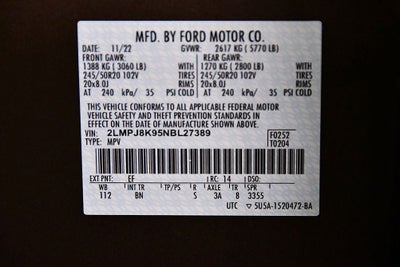 MFD. BY FORD MOTOR CO.
DATE: 11/22 GVWR: 2617 KG ( 5770 LB)
FRONT GAWR: REAR GAWR:
1388 KG ( 3060 LB) 1270 KG ( 2800 LB)
245/50R20 102V TIRES 245/50R20 102V TIRES
20x8.0J RIMS 20x8.0J RIMS
AT 240 kPa/ 35 PSI COLD AT 240 kPa/ 35 PSI COLD
THIS VEHICLE CONFORMS TO ALL APPLICABLE FEDERAL MOTOR
VEHICLE SAFETY AND THEFT PREVENTION STANDARDS IN
EFFECT ON THE DATE OF MANUFACTURE SHOWN ABOVE.
VIN: 2LMPJ8K95NBL27389 F0252
TYPE: MPV T0204
EXT PNT: EF RC: 14 DSO:
WB INT TR TP/PS R AXLE TR SPR
112 BN S 3A 8 3355
UTC 5U5A-1520472-BA